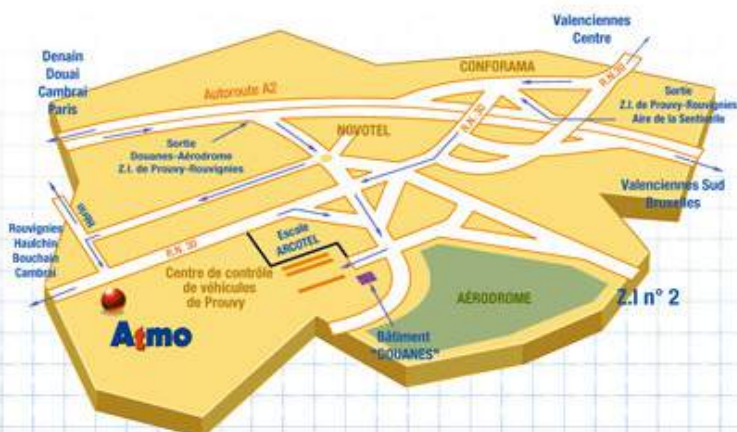 Valenciennes
Centre
Denain
Douai
Cambrai
Paris
CONFORAMA
R.N.30
Autoroute A2
Sortie
Z.I. de Prouvy-Rouvignies
Aire de la Sentinelle
R.N. 30
NOVOTEL
Sortie
Douanes-Aérodrome
Z.I. de Prouvy-Rouvignies
Valenciennes Sud
Bruxelles
Hérin
Rouvignies
Haulchin
Bouchain
Cambrai
R.N. 30
Escale
ARCOTEL
Centre de contrôle
de véhicules
de Prouvy
AÉRODROME
Z.I n° 2
Atmo
Bâtiment
"DOUANES"